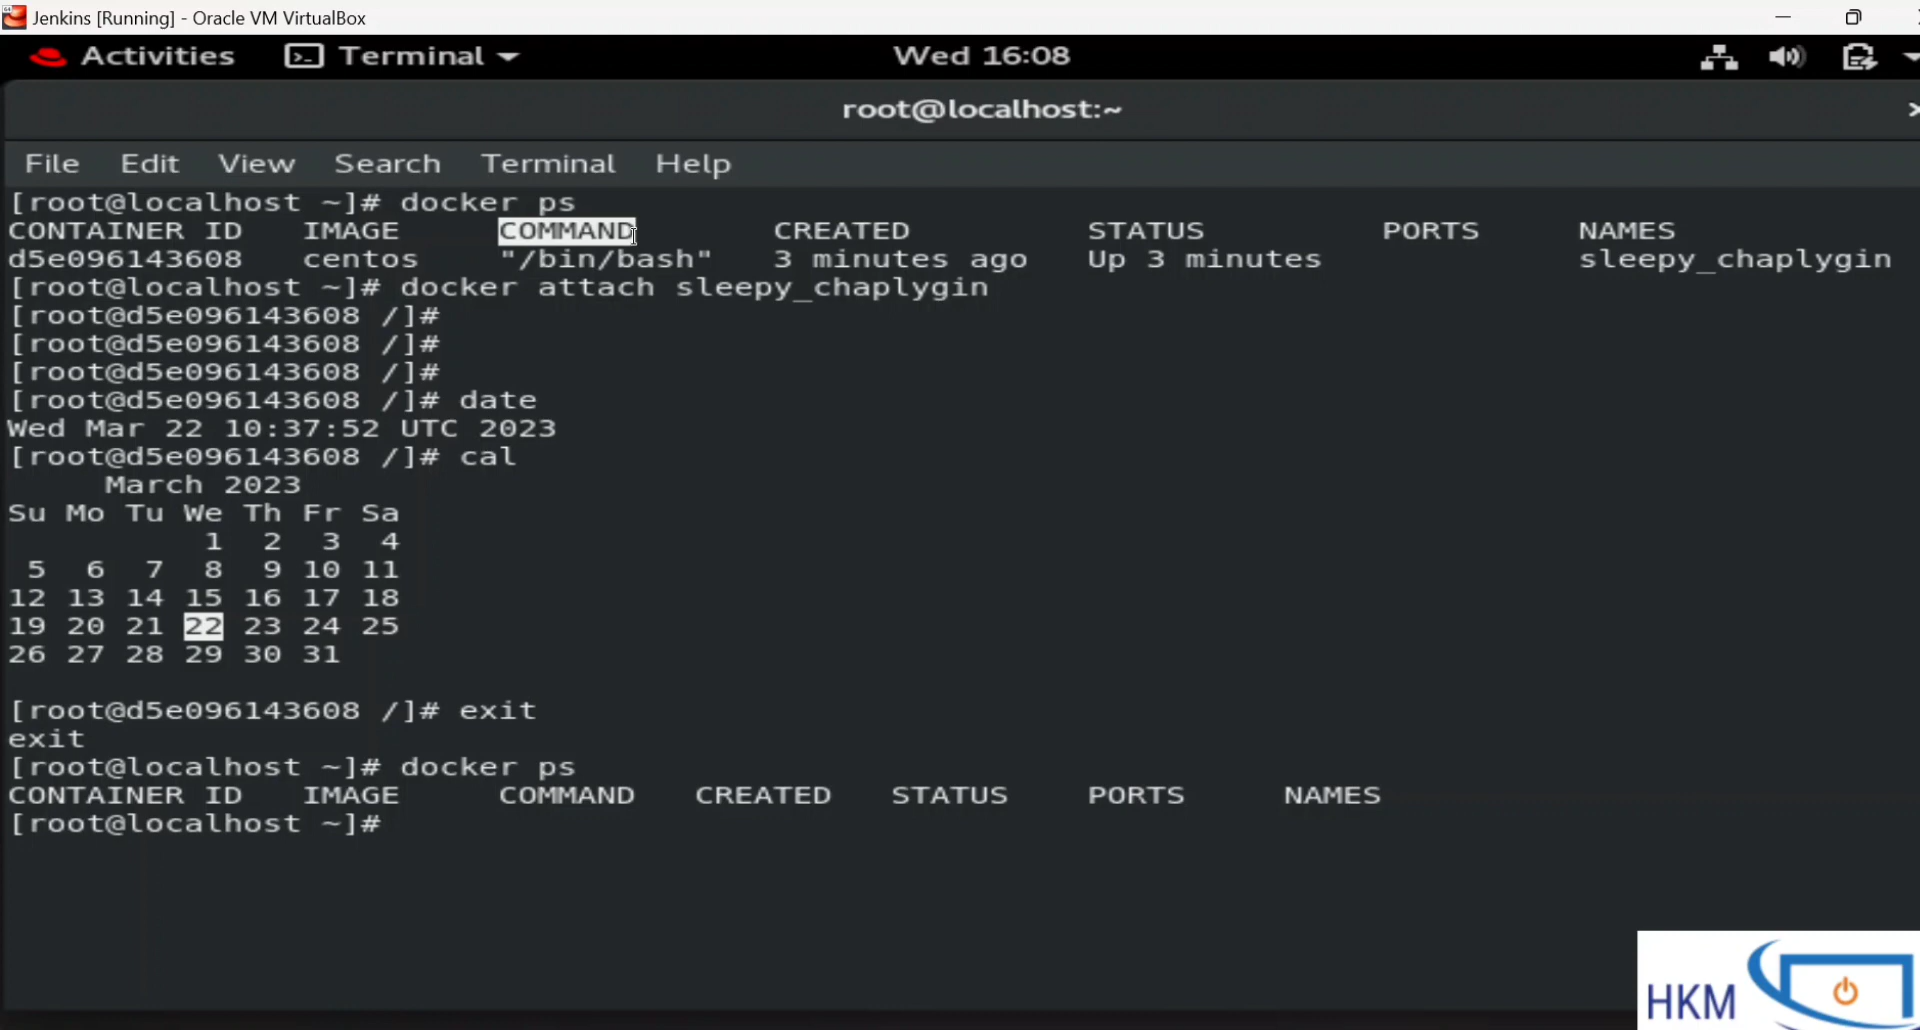 Jenkins [Running] - Oracle VM VirtualBox
Activities Terminal Wed 16:08
root@localhost:~
File Edit View Search Terminal Help
[root@localhost ~]# docker ps
CONTAINER ID IMAGE COMMAND CREATED STATUS PORTS NAMES
d5e096143608 centos "/bin/bash" 3 minutes ago Up 3 minutes sleepy_chaplygin
[root@localhost ~]# docker attach sleepy_chaplygin
[root@d5e096143608 /]#
[root@d5e096143608 /]#
[root@d5e096143608 /]#
[root@d5e096143608 /]# date
Wed Mar 22 10:37:52 UTC 2023
[root@d5e096143608 /]# cal
March 2023
Su Mo Tu We Th Fr Sa
1 2 3 4
5 6 7 8 9 10 11
12 13 14 15 16 17 18
19 20 21 22 23 24 25
26 27 28 29 30 31
[root@d5e096143608 /]# exit
exit
[root@localhost ~]# docker ps
CONTAINER ID IMAGE COMMAND CREATED STATUS PORTS NAMES
[root@localhost ~]#
HKM